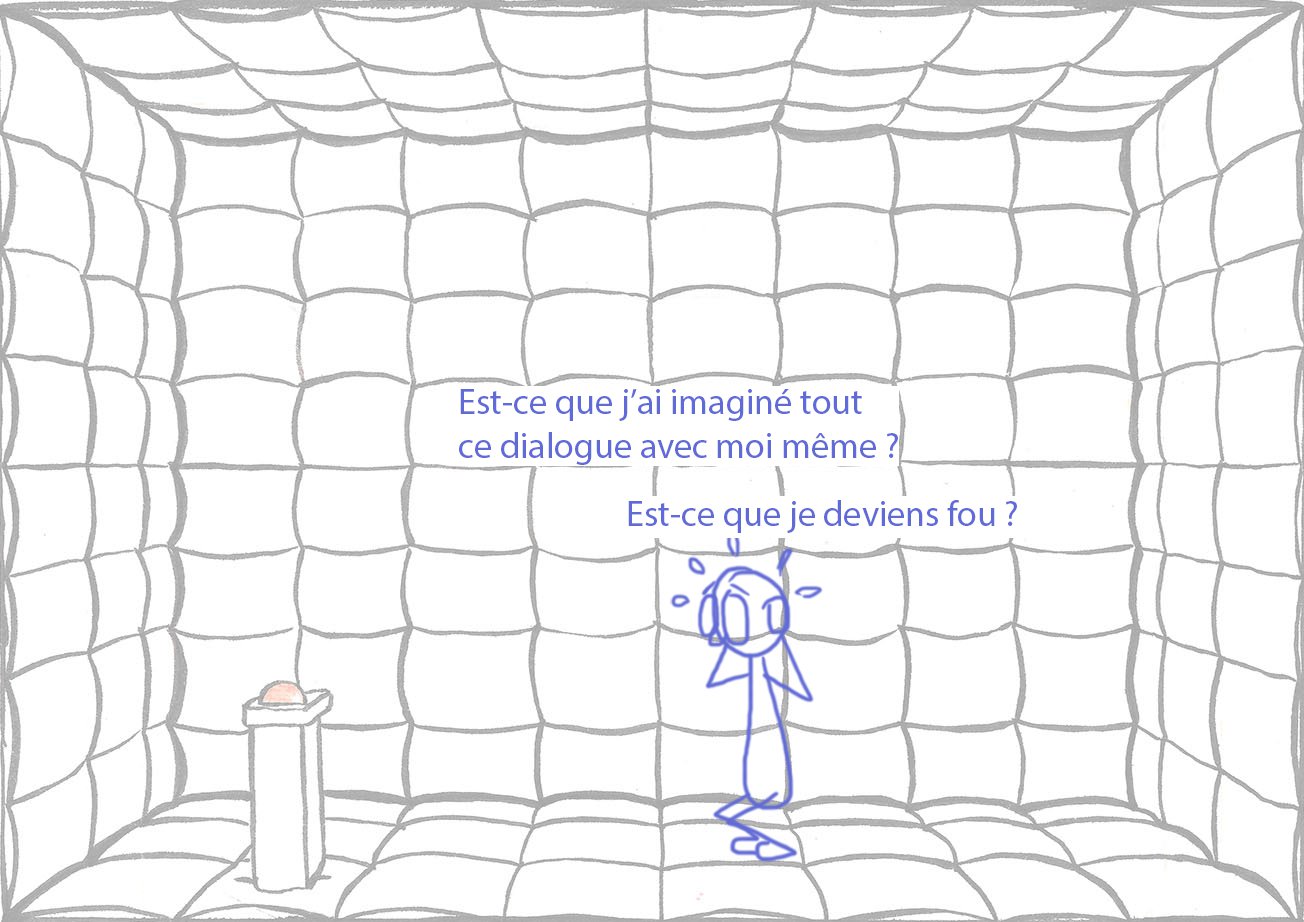 Est-ce que j’ai imaginé tout
ce dialogue avec moi même ?
Est-ce que je deviens fou ?